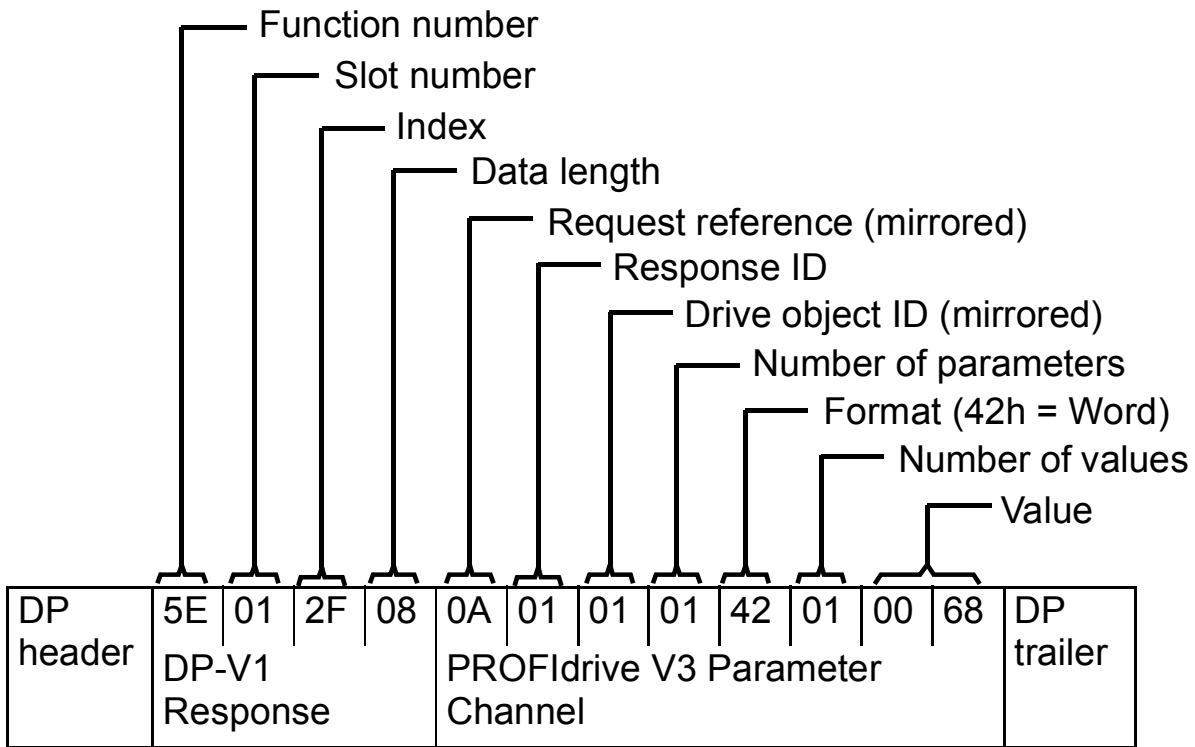 Function number
Slot number
Index
Data length
Request reference (mirrored)
Response ID
Drive object ID (mirrored)
Number of parameters
Format (42h = Word)
Number of values
Value
DP header 5E 01 2F 08 0A 01 01 01 42 01 00 68 DP trailer
DP-V1 Response
PROFIdrive V3 Parameter Channel